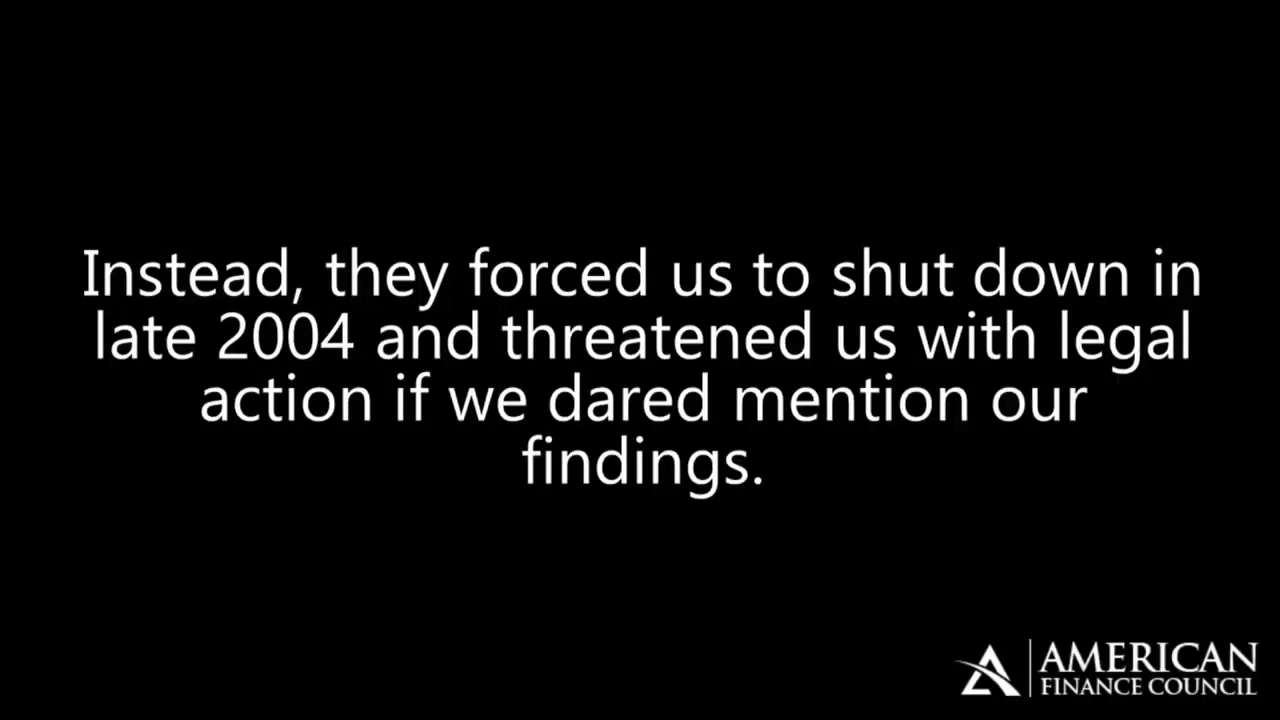 Instead, they forced us to shut down in
late 2004 and threatened us with legal
action if we dared mention our
findings.
AMERICAN
FINANCE COUNCIL